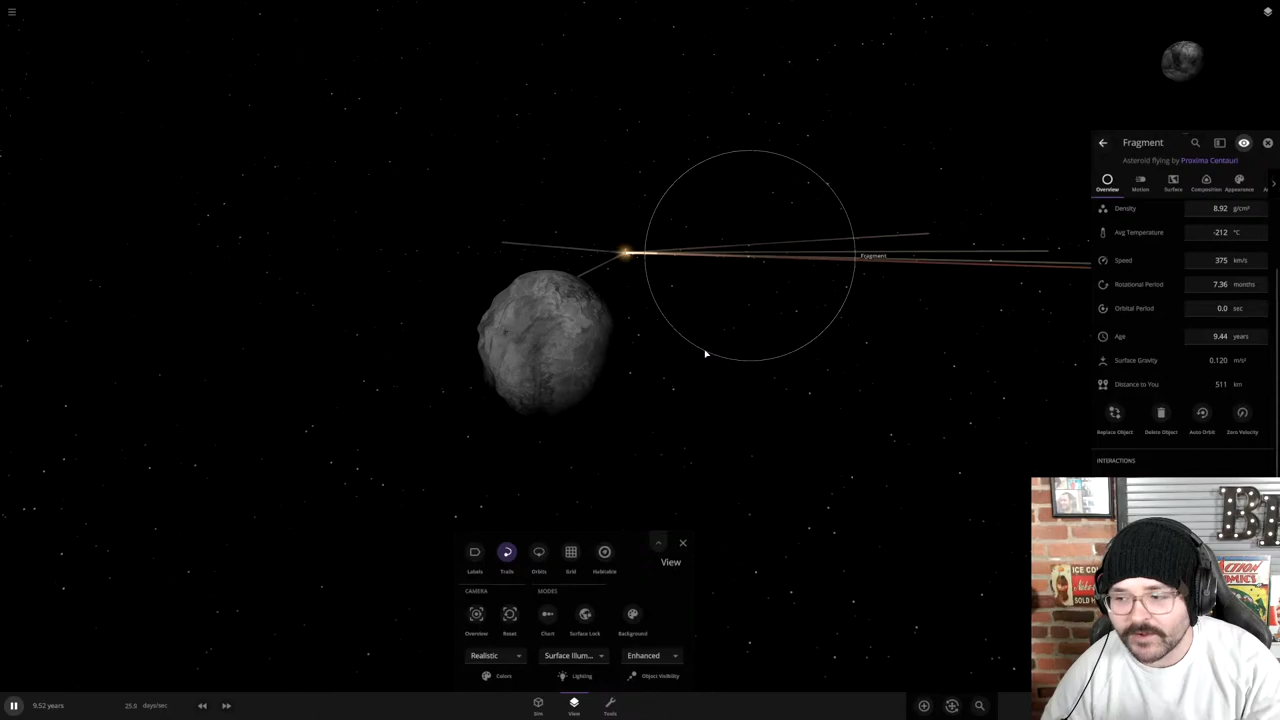 Fragment
Asteroid flying by Proxima Centauri
Overview
Motion
Surface
Composition
Appearance
Density 8.92 g/cm³
Avg Temperature -212 °C
Speed 375 km/s
Rotational Period 7.36 months
Orbital Period 0.0 sec
Age 9.44 years
Surface Gravity 0.120 m/s²
Distance to You 511 km
Replace Object
Delete Object
Auto Orbit
Zero Velocity
INTERACTIONS
Fragment
Labels
Trails
Orbits
Grid
Habitable
View
CAMERA
MODES
Overview
Reset
Chart
Surface Lock
Background
Realistic
Surface Illum...
Enhanced
Colors
Lighting
Object Visibility
9.52 years
25.9 days/sec
Sim
View
Tools
ICE CO
SOLD H
ACTION
COMICS